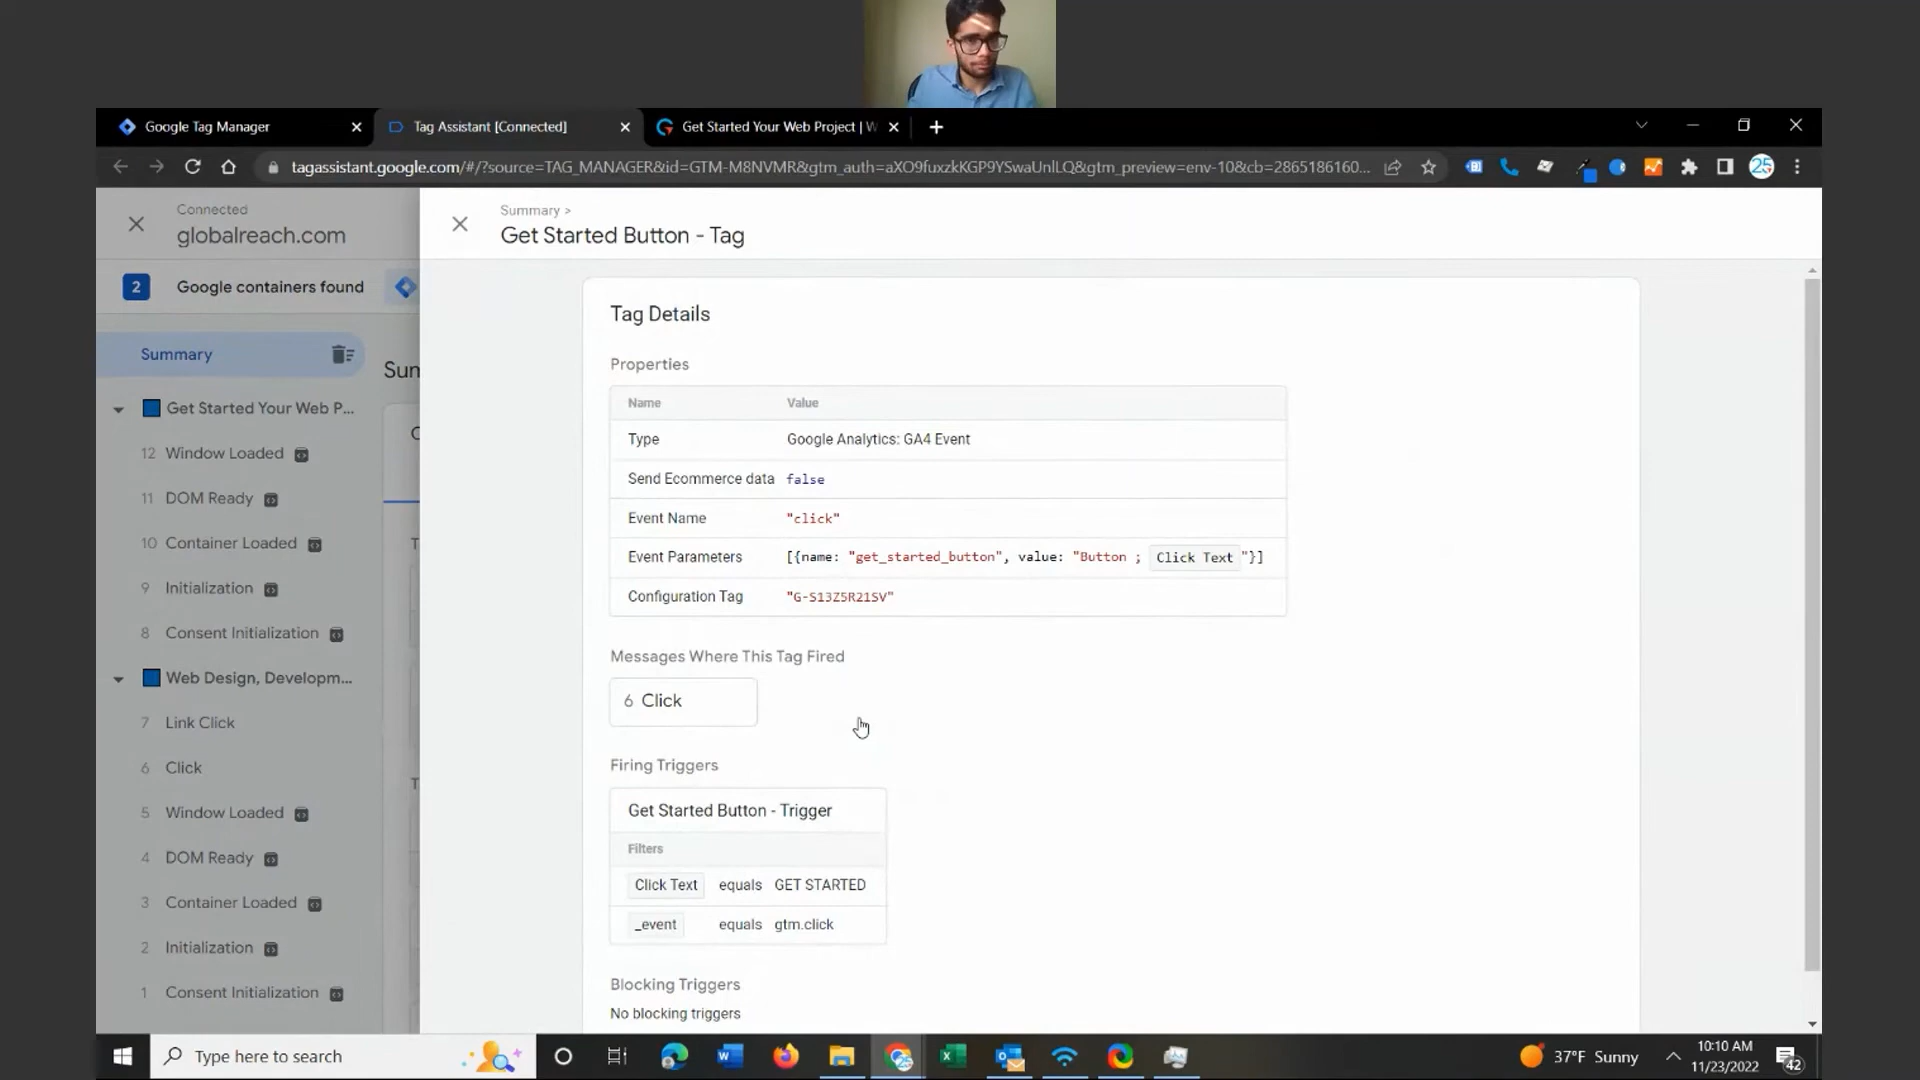 Google Tag Manager
Tag Assistant [Connected]
Get Started Your Web Project | W
tagassistant.google.com/#/?source=TAG_MANAGER&id=GTM-M8NVMR&gtm_auth=aXO9fuxzkKGP9YSwaUnlLQ&gtm_preview=env-10&cb=2865186160...
25
Connected
globalreach.com
2 Google containers found
Summary
Sun
Get Started Your Web P...
12 Window Loaded
11 DOM Ready
10 Container Loaded
9 Initialization
8 Consent Initialization
Web Design, Developm...
7 Link Click
6 Click
5 Window Loaded
4 DOM Ready
3 Container Loaded
2 Initialization
1 Consent Initialization
Summary >
Get Started Button - Tag
Tag Details
Properties
Name Value
Type Google Analytics: GA4 Event
Send Ecommerce data false
Event Name "click"
Event Parameters [{name: "get_started_button", value: "Button ; Click Text "}]
Configuration Tag "G-S13Z5R21SV"
Messages Where This Tag Fired
6 Click
Firing Triggers
Get Started Button - Trigger
Filters
Click Text equals GET STARTED
_event equals gtm.click
Blocking Triggers
No blocking triggers
Type here to search
37°F Sunny
10:10 AM
11/23/2022
42